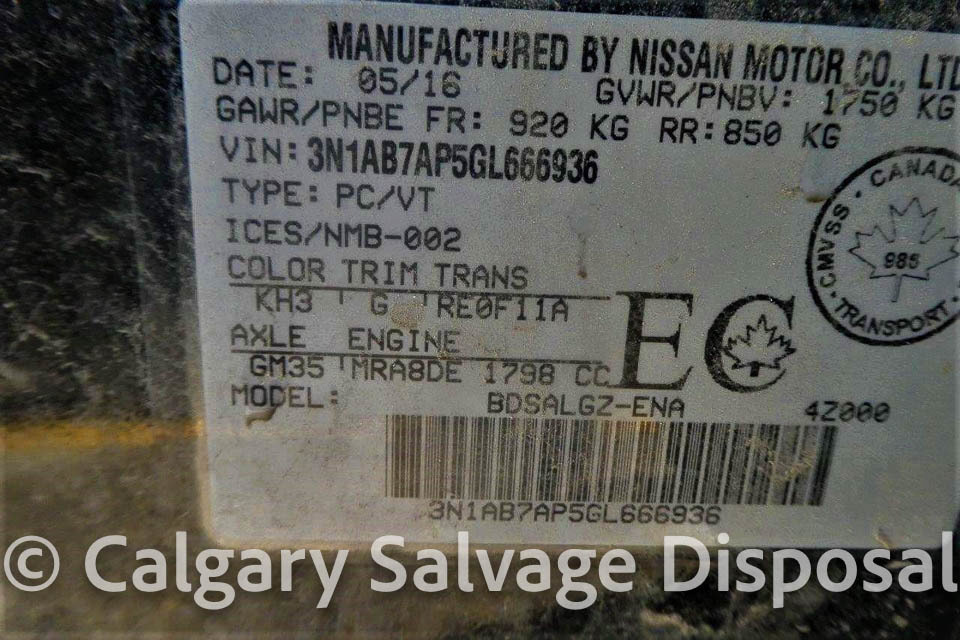 MANUFACTURED BY NISSAN MOTOR CO., LTD
DATE: 05/16 GVWR/PNBV: 1750 KG
GAWR/PNBE FR: 920 KG RR: 850 KG
VIN: 3N1AB7AP5GL666936
TYPE: PC/VT
ICES/NMB-002
COLOR TRIM TRANS
KH3 G RE0F11A
AXLE ENGINE
GM35 MRA8DE 1798 CC
EC
MODEL: BDSALGZ-ENA 4Z000
CANADA
CMVSS
985
TRANSPORT
3N1AB7AP5GL666936
© Calgary Salvage Disposal